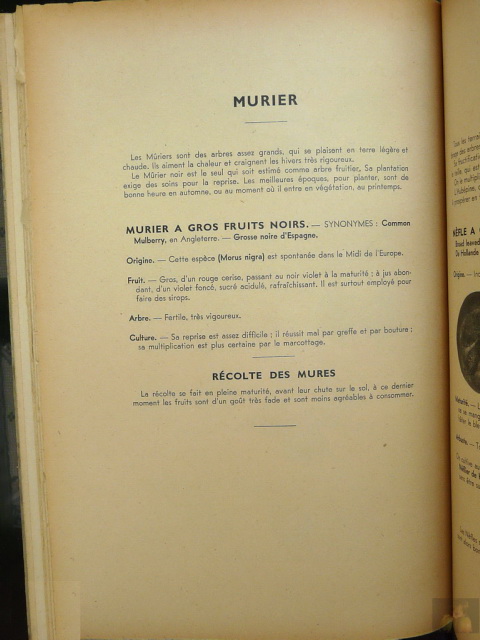 MURIER
Les Mûriers sont des arbres assez grands, qui se plaisent en terre légère et
chaude. Ils aiment la chaleur et craignent les hivers très rigoureux.
Le Mûrier noir est le seul qui soit estimé comme arbre fruitier, Sa plantation
exige des soins pour la reprise. Les meilleures époques, pour planter, sont de
bonne heure en automne, ou au moment où il entre en végétation, au printemps.
MURIER A GROS FRUITS NOIRS. — SYNONYMES : Common
Mulberry, en Angleterre. — Grosse noire d'Espagne.
Origine. — Cette espèce (Morus nigra) est spontanée dans le Midi de l'Europe.
Fruit. — Gros, d'un rouge cerise, passant au noir violet à la maturité ; à jus abon-
dant, d'un violet foncé, sucré acidulé, rafraîchissant. Il est surtout employé pour
faire des sirops.
Arbre. — Fertile, très vigoureux.
Culture. — Sa reprise est assez difficile ; il réussit mal par greffe et par bouture ;
sa multiplication est plus certaine par le marcottage.
RÉCOLTE DES MURES
La récolte se fait en pleine maturité, avant leur chute sur le sol, à ce dernier
moment les fruits sont d'un goût très fade et sont moins agréables à consommer.
NÈFLE A
De Hollande
Origine. —
Maturité. —